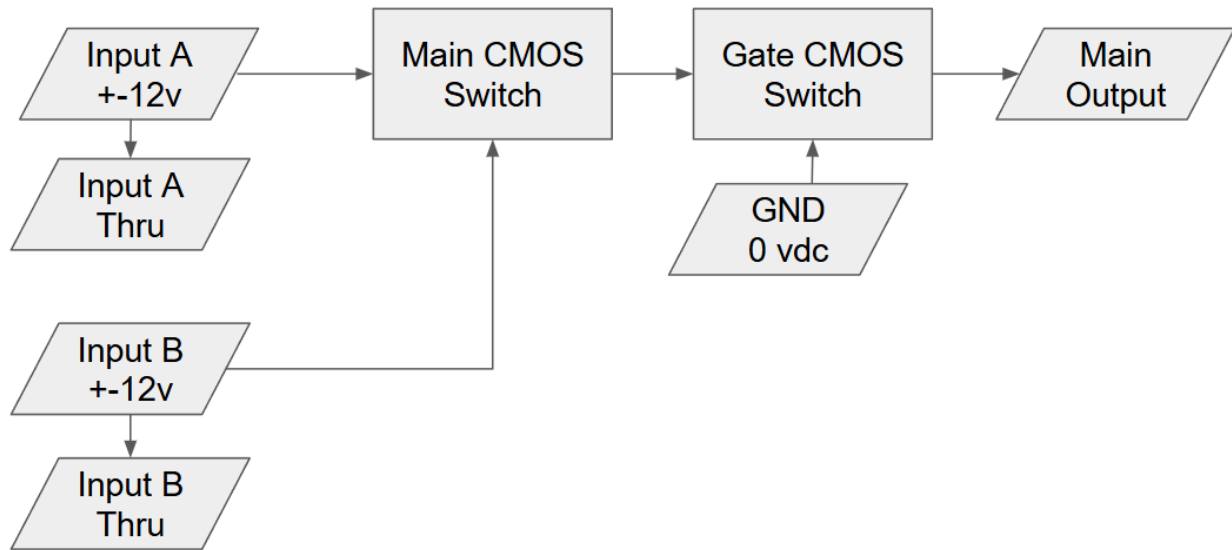 Input A
+-12v
Main CMOS
Switch
Gate CMOS
Switch
Main
Output
Input A
Thru
GND
0 vdc
Input B
+-12v
Input B
Thru